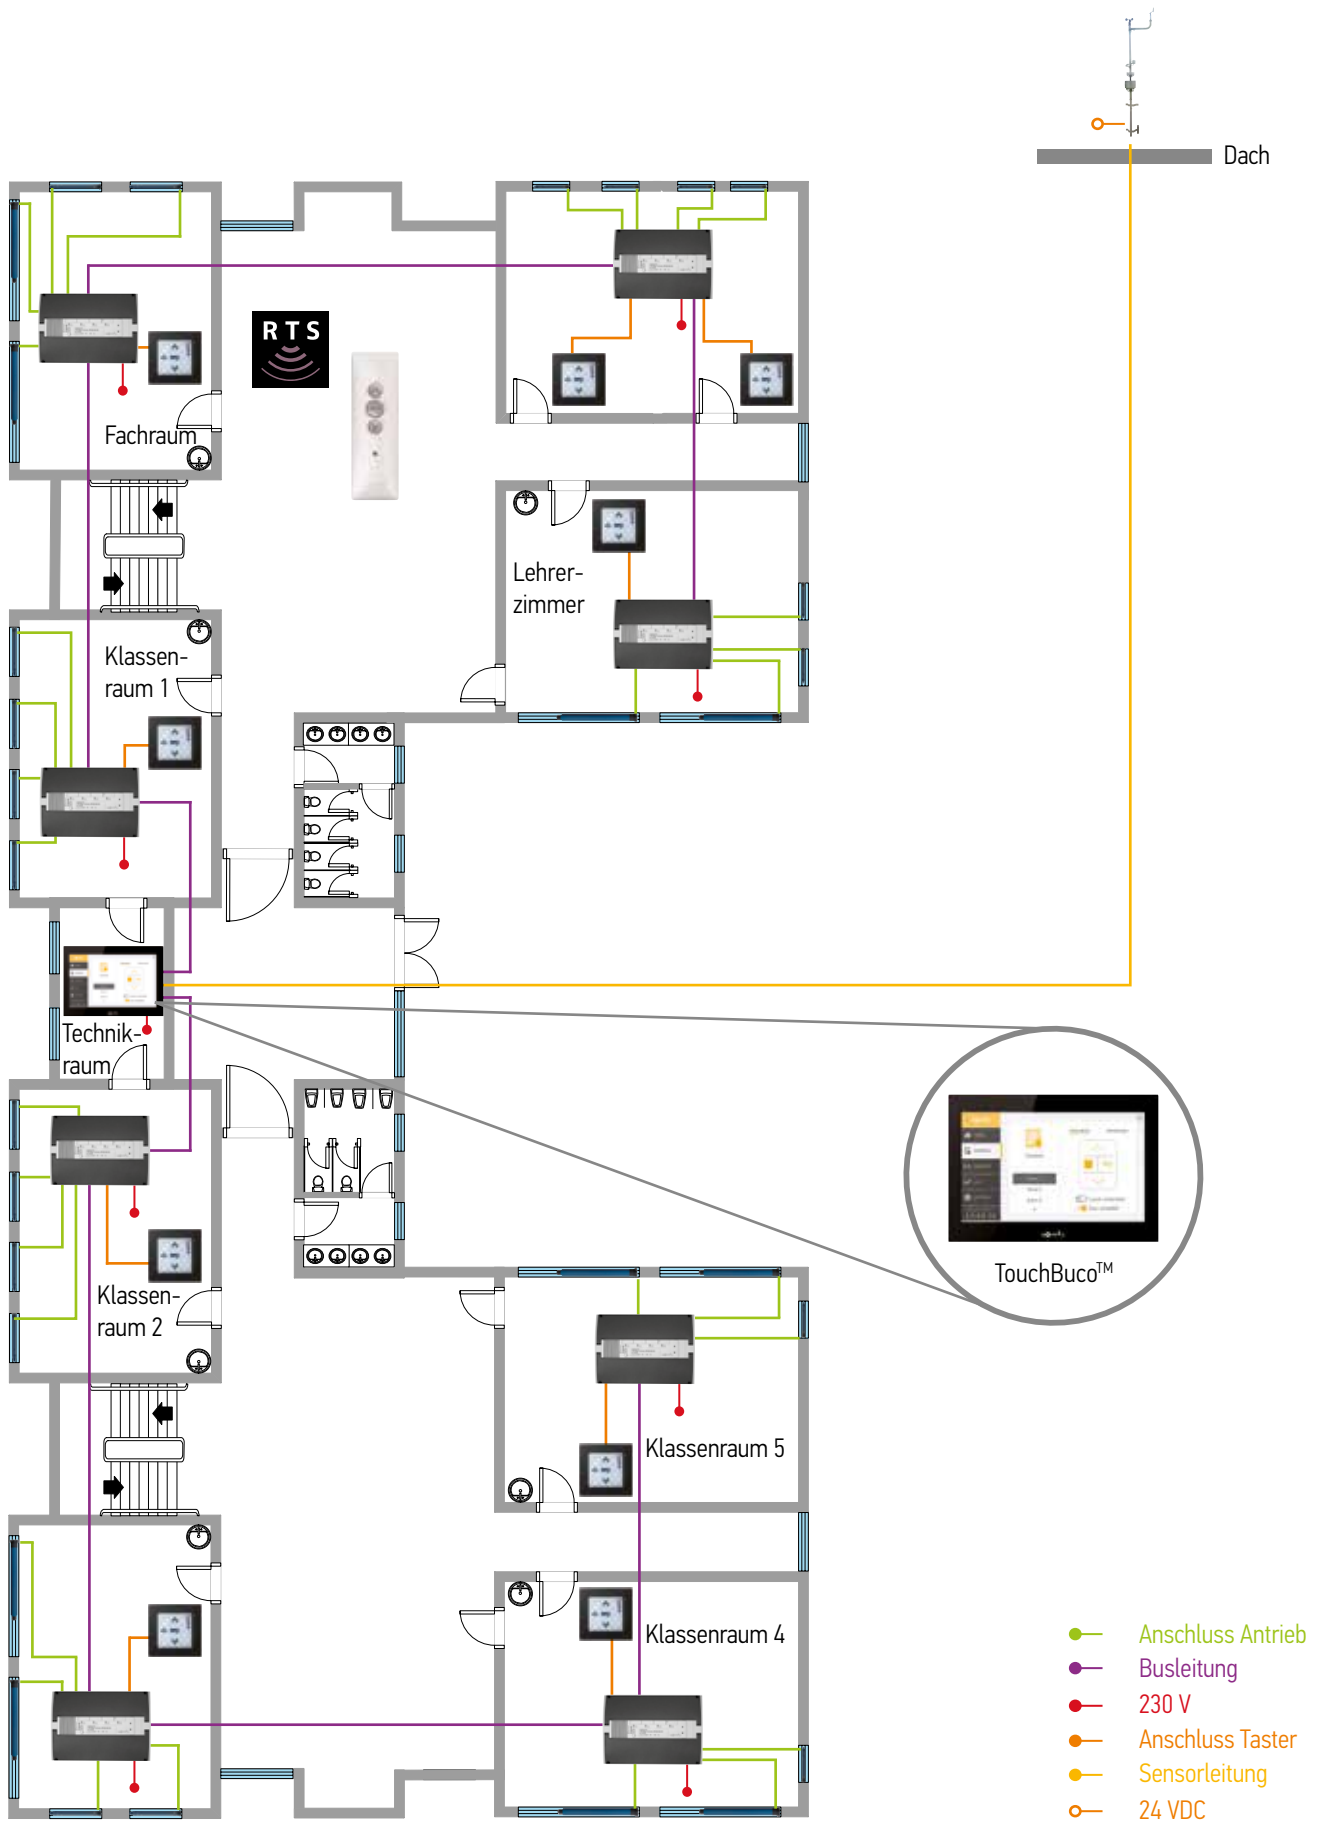 Dach
RTS
Fachraum
Lehrer-
zimmer
Klassen-
raum 1
Technik-
raum
TouchBuco™
Klassen-
raum 2
Klassenraum 5
Klassenraum 4
Anschluss Antrieb
Busleitung
230 V
Anschluss Taster
Sensorleitung
24 VDC